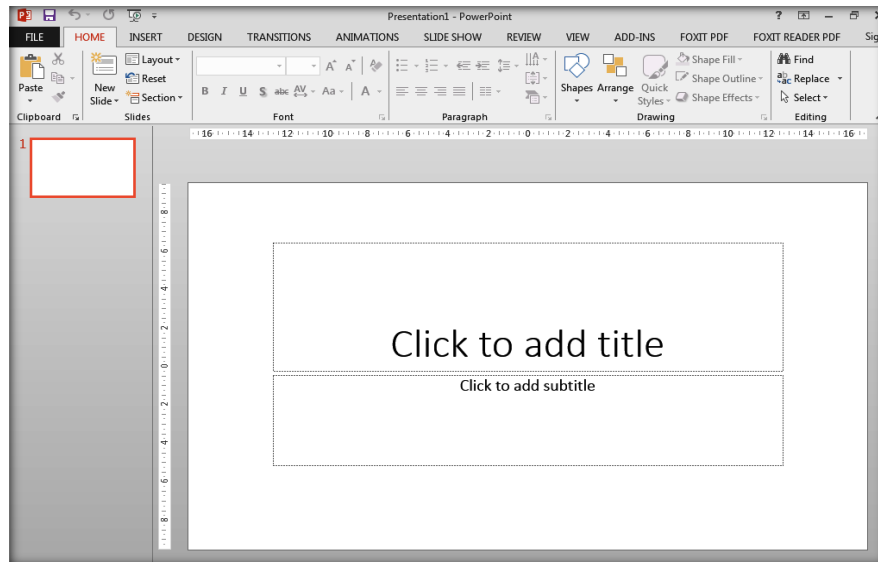 Presentation1 - PowerPoint
FILE HOME INSERT DESIGN TRANSITIONS ANIMATIONS SLIDE SHOW REVIEW VIEW ADD-INS FOXIT PDF FOXIT READER PDF Sig
Paste
New Slide
Layout
Reset
Section
B I U S abc AV Aa A
Shapes
Arrange
Quick Styles
Shape Fill
Shape Outline
Shape Effects
Find
Replace
Select
Clipboard Slides Font Paragraph Drawing Editing
16 14 12 10 8 6 4 2 0 2 4 6 8 10 12 14 16
1
8
6
4
2
0
2
4
6
8
Click to add title
Click to add subtitle